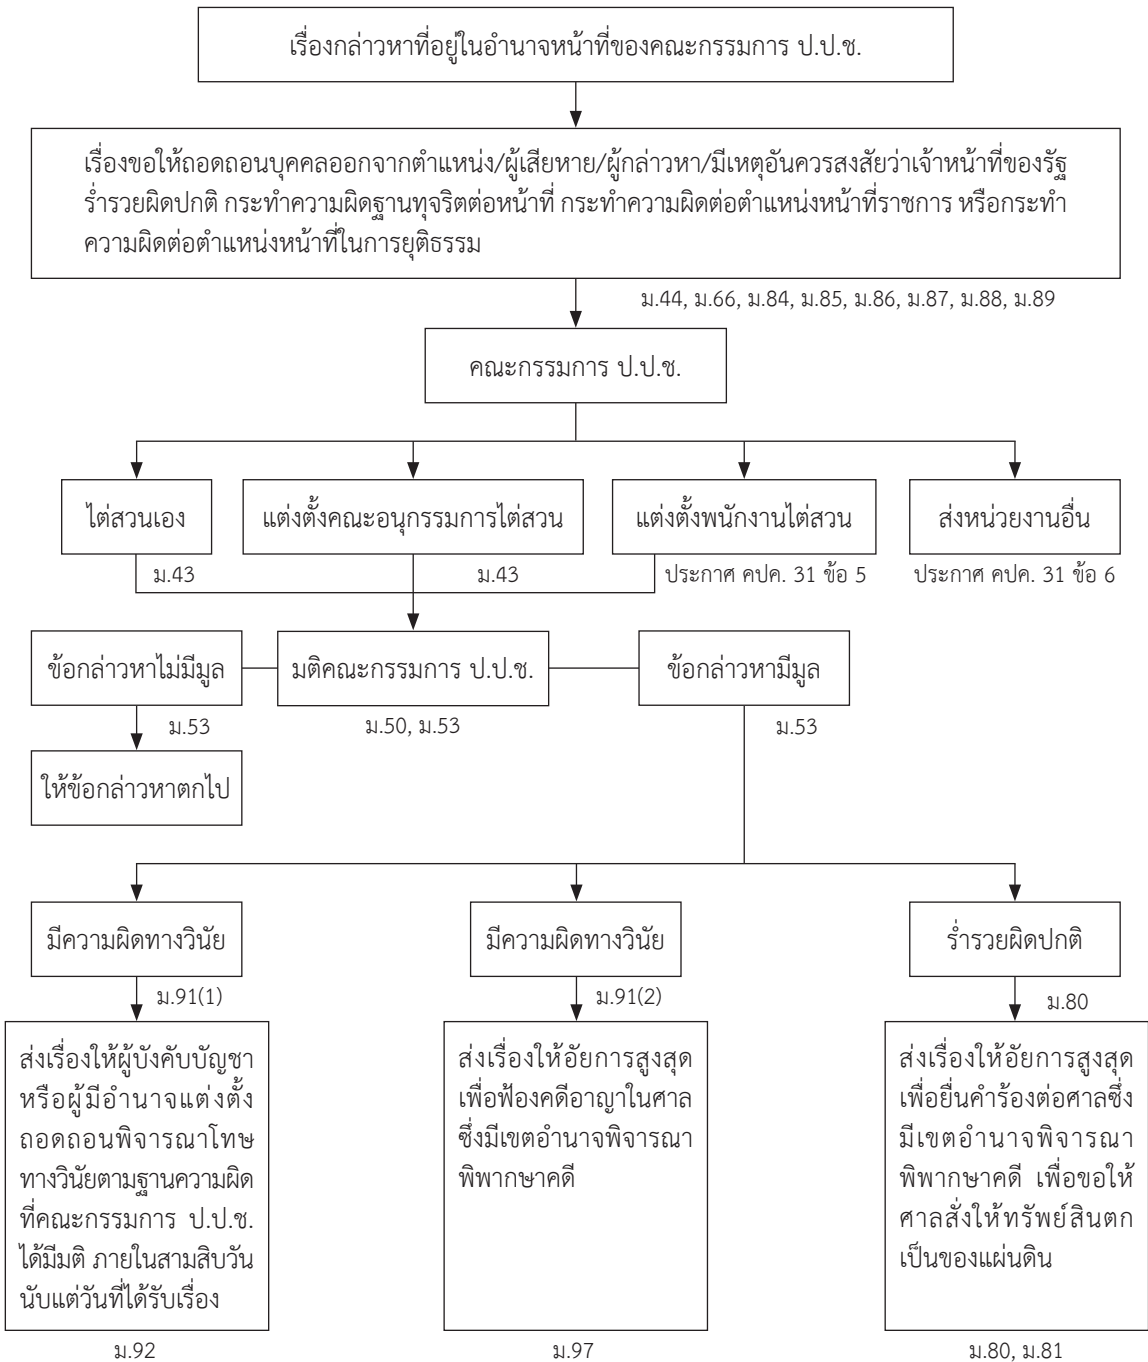 เรื่องกล่าวหาที่อยู่ในอำนาจหน้าที่ของคณะกรรมการ ป.ป.ช.
เรื่องขอให้ถอดถอนบุคคลออกจากตำแหน่ง/ผู้เสียหาย/ผู้กล่าวหา/มีเหตุอันควรสงสัยว่าเจ้าหน้าที่ของรัฐ
ร่ำรวยผิดปกติ กระทำความผิดฐานทุจริตต่อหน้าที่ กระทำความผิดต่อตำแหน่งหน้าที่ราชการ หรือกระทำ
ความผิดต่อตำแหน่งหน้าที่ในการยุติธรรม
ม.44, ม.66, ม.84, ม.85, ม.86, ม.87, ม.88, ม.89
คณะกรรมการ ป.ป.ช.
ไต่สวนเอง
แต่งตั้งคณะอนุกรรมการไต่สวน
แต่งตั้งพนักงานไต่สวน
ส่งหน่วยงานอื่น
ม.43
ม.43
ประกาศ คปค. 31 ข้อ 5
ประกาศ คปค. 31 ข้อ 6
ข้อกล่าวหาไม่มีมูล
มติคณะกรรมการ ป.ป.ช.
ข้อกล่าวหามีมูล
ม.53
ม.50, ม.53
ม.53
ให้ข้อกล่าวหาตกไป
มีความผิดทางวินัย
มีความผิดทางวินัย
ร่ำรวยผิดปกติ
ม.91(1)
ม.91(2)
ม.80
ส่งเรื่องให้ผู้บังคับบัญชา
หรือผู้มีอำนาจแต่งตั้ง
ถอดถอนพิจารณาโทษ
ทางวินัยตามฐานความผิด
ที่คณะกรรมการ ป.ป.ช.
ได้มีมติ ภายในสามสิบวัน
นับแต่วันที่ได้รับเรื่อง
ส่งเรื่องให้อัยการสูงสุด
เพื่อฟ้องคดีอาญาในศาล
ซึ่งมีเขตอำนาจพิจารณา
พิพากษาคดี
ส่งเรื่องให้อัยการสูงสุด
เพื่อยื่นคำร้องต่อศาลซึ่ง
มีเขตอำนาจพิจารณา
พิพากษาคดี เพื่อขอให้
ศาลสั่งให้ทรัพย์สินตก
เป็นของแผ่นดิน
ม.92
ม.97
ม.80, ม.81